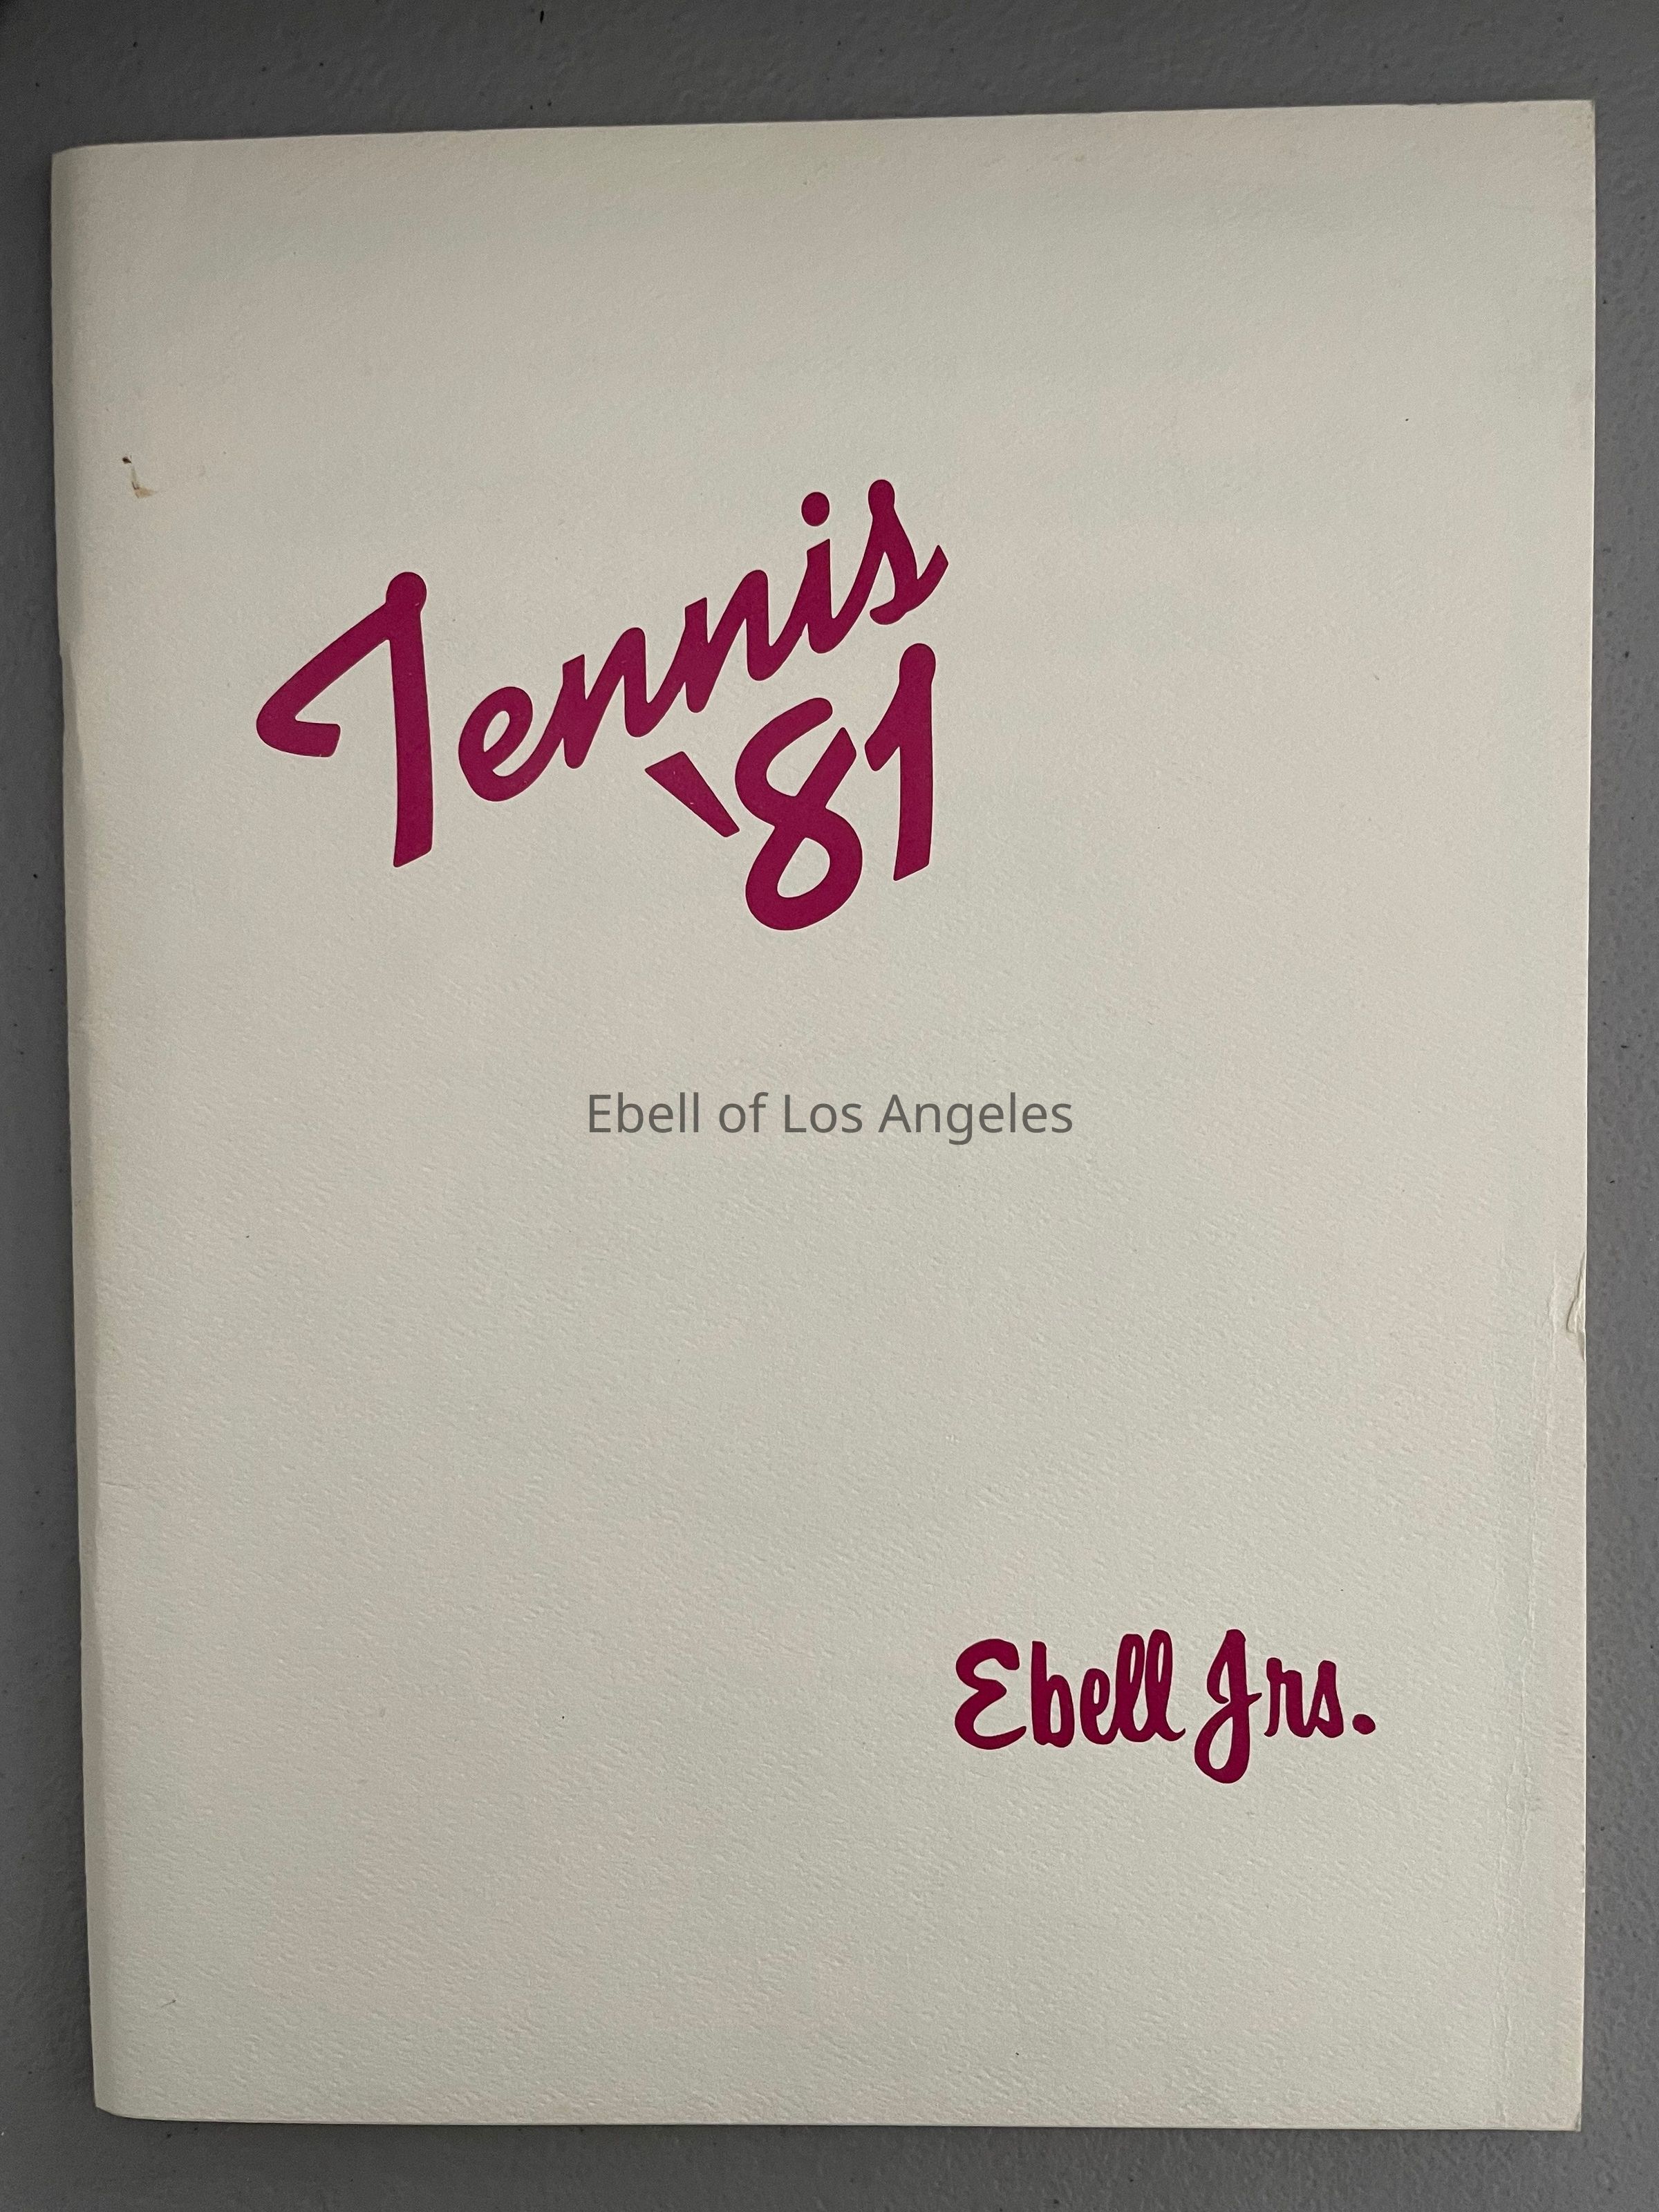 Tennis
'81
Ebell of Los Angeles
Ebell Jrs.